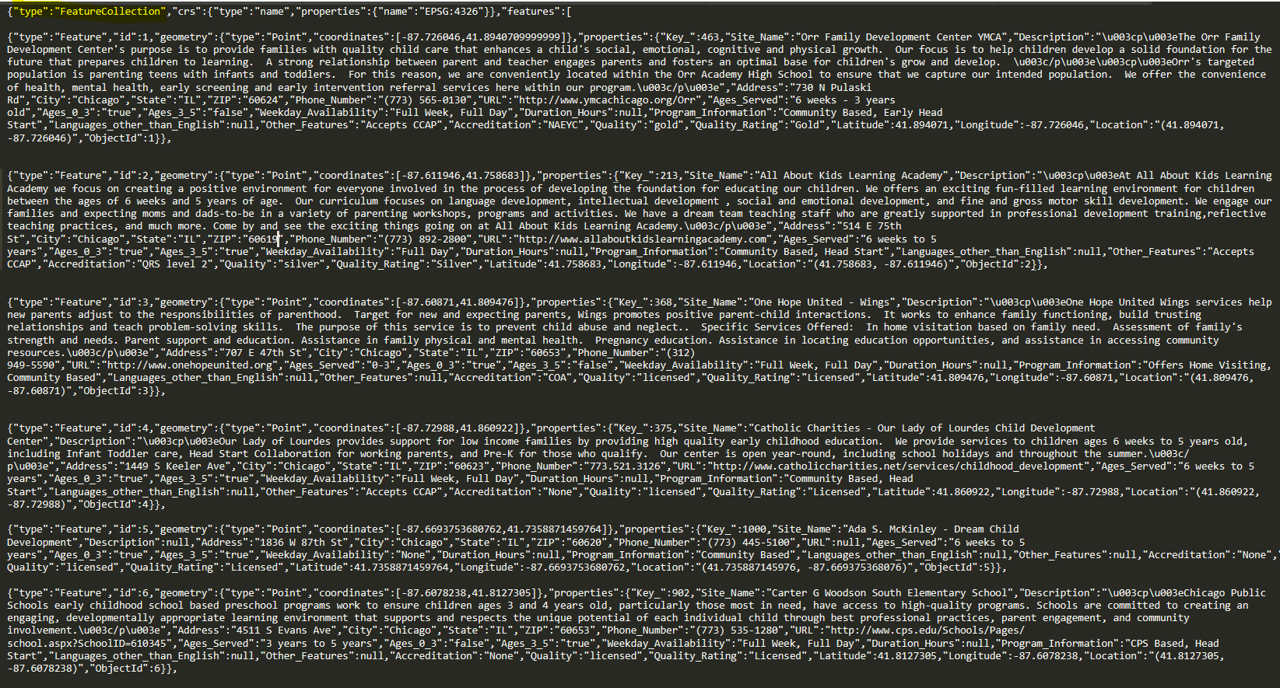 {"type":"FeatureCollection","crs":{"type":"name","properties":{"name":"EPSG:4326"}},"features":[
{"type":"Feature","id":1,"geometry":{"type":"Point","coordinates":[-87.726046,41.8940709999999]},"properties":{"Key_":463,"Site_Name":"Orr Family Development Center YMCA","Description":"\u003cp\u003eThe Orr Family
Development Center's purpose is to provide families with quality child care that enhances a child's social, emotional, cognitive and physical growth.  Our focus is to help children develop a solid foundation for the
future that prepares children to learning.  A strong relationship between parent and teacher engages parents and fosters an optimal base for children's grow and develop.  \u003c/p\u003e\u003cp\u003eOrr's targeted
population is parenting teens with infants and toddlers.  For this reason, we are conveniently located within the Orr Academy High School to ensure that we capture our intended population.  We offer the convenience
of health, mental health, early screening and early intervention referral services here within our program.\u003c/p\u003e","Address":"730 N Pulaski
Rd","City":"Chicago","State":"IL","ZIP":"60624","Phone_Number":"(773) 565-0130","URL":"http://www.ymcachicago.org/Orr","Ages_Served":"6 weeks - 3 years
old","Ages_0_3":"true","Ages_3_5":"false","Weekday_Availability":"Full Week, Full Day","Duration_Hours":null,"Program_Information":"Community Based, Early Head
Start","Languages_other_than_English":null,"Other_Features":"Accepts CCAP","Accreditation":"NAEYC","Quality":"gold","Quality_Rating":"Gold","Latitude":41.894071,"Longitude":-87.726046,"Location":"(41.894071,
-87.726046)","ObjectId":1}},
{"type":"Feature","id":2,"geometry":{"type":"Point","coordinates":[-87.611946,41.758683]},"properties":{"Key_":213,"Site_Name":"All About Kids Learning Academy","Description":"\u003cp\u003eAt All About Kids Learning
Academy we focus on creating a positive environment for everyone involved in the process of developing the foundation for educating our children. We offers an exciting fun-filled learning environment for children
between the ages of 6 weeks and 5 years of age.  Our curriculum focuses on language development, intellectual development , social and emotional development, and fine and gross motor skill development. We engage our
families and expecting moms and dads-to-be in a variety of parenting workshops, programs and activities. We have a dream team teaching staff who are greatly supported in professional development training,reflective
teaching practices, and much more. Come by and see the exciting things going on at All About Kids Learning Academy.\u003c/p\u003e","Address":"514 E 75th
St","City":"Chicago","State":"IL","ZIP":"60619","Phone_Number":"(773) 892-2800","URL":"http://www.allaboutkidslearningacademy.com","Ages_Served":"6 weeks to 5
years","Ages_0_3":"true","Ages_3_5":"true","Weekday_Availability":"Full Day","Duration_Hours":null,"Program_Information":"Community Based, Head Start","Languages_other_than_English":null,"Other_Features":"Accepts
CCAP","Accreditation":"QRS level 2","Quality":"silver","Quality_Rating":"Silver","Latitude":41.758683,"Longitude":-87.611946,"Location":"(41.758683, -87.611946)","ObjectId":2}},
{"type":"Feature","id":3,"geometry":{"type":"Point","coordinates":[-87.60871,41.809476]},"properties":{"Key_":368,"Site_Name":"One Hope United - Wings","Description":"\u003cp\u003eOne Hope United Wings services help
new parents adjust to the responsibilities of parenthood.  Target for new and expecting parents, Wings promotes positive parent-child interactions.  It works to enhance family functioning, build trusting
relationships and teach problem-solving skills.  The purpose of this service is to prevent child abuse and neglect..  Specific Services Offered:  In home visitation based on family need.  Assessment of family's
strength and needs. Parent support and education. Assistance in family physical and mental health.  Pregnancy education. Assistance in locating education opportunities, and assistance in accessing community
resources.\u003c/p\u003e","Address":"707 E 47th St","City":"Chicago","State":"IL","ZIP":"60653","Phone_Number":"(312)
949-5590","URL":"http://www.onehopeunited.org","Ages_Served":"0-3","Ages_0_3":"true","Ages_3_5":"false","Weekday_Availability":"Full Week, Full Day","Duration_Hours":null,"Program_Information":"Offers Home Visiting,
Community Based","Languages_other_than_English":null,"Other_Features":null,"Accreditation":"COA","Quality":"licensed","Quality_Rating":"Licensed","Latitude":41.809476,"Longitude":-87.60871,"Location":"(41.809476,
-87.60871)","ObjectId":3}},
{"type":"Feature","id":4,"geometry":{"type":"Point","coordinates":[-87.72988,41.860922]},"properties":{"Key_":375,"Site_Name":"Catholic Charities - Our Lady of Lourdes Child Development
Center","Description":"\u003cp\u003eOur Lady of Lourdes provides support for low income families by providing high quality early childhood education.  We provide services to children ages 6 weeks to 5 years old,
including Infant Toddler care, Head Start Collaboration for working parents, and Pre-K for those who qualify.  Our center is open year-round, including school holidays and throughout the summer.\u003c/
p\u003e","Address":"1449 S Keeler Ave","City":"Chicago","State":"IL","ZIP":"60623","Phone_Number":"773.521.3126","URL":"http://www.catholiccharities.net/services/childhood_development","Ages_Served":"6 weeks to 5
years","Ages_0_3":"true","Ages_3_5":"true","Weekday_Availability":"Full Week, Full Day","Duration_Hours":null,"Program_Information":"Community Based, Head
Start","Languages_other_than_English":null,"Other_Features":"Accepts CCAP","Accreditation":"None","Quality":"licensed","Quality_Rating":"Licensed","Latitude":41.860922,"Longitude":-87.72988,"Location":"(41.860922,
-87.72988)","ObjectId":4}},
{"type":"Feature","id":5,"geometry":{"type":"Point","coordinates":[-87.6693753680762,41.7358871459764]},"properties":{"Key_":1000,"Site_Name":"Ada S. McKinley - Dream Child
Development","Description":null,"Address":"1836 W 87th St","City":"Chicago","State":"IL","ZIP":"60620","Phone_Number":"(773) 445-5100","URL":null,"Ages_Served":"6 weeks to 5
years","Ages_0_3":"true","Ages_3_5":"true","Weekday_Availability":"None","Duration_Hours":null,"Program_Information":"Community Based","Languages_other_than_English":null,"Other_Features":null,"Accreditation":"None","
Quality":"licensed","Quality_Rating":"Licensed","Latitude":41.7358871459764,"Longitude":-87.6693753680762,"Location":"(41.735887145976, -87.669375368076)","ObjectId":5}},
{"type":"Feature","id":6,"geometry":{"type":"Point","coordinates":[-87.6078238,41.8127305]},"properties":{"Key_":902,"Site_Name":"Carter G Woodson South Elementary School","Description":"\u003cp\u003eChicago Public
Schools early childhood school based preschool programs work to ensure children ages 3 and 4 years old, particularly those most in need, have access to high-quality programs. Schools are committed to creating an
engaging, developmentally appropriate learning environment that supports and respects the unique potential of each individual child through best professional practices, parent engagement, and community
involvement.\u003c/p\u003e","Address":"4511 S Evans Ave","City":"Chicago","State":"IL","ZIP":"60653","Phone_Number":"(773) 535-1280","URL":"http://www.cps.edu/Schools/Pages/
school.aspx?SchoolID=610345","Ages_Served":"3 years to 5 years","Ages_0_3":"false","Ages_3_5":"true","Weekday_Availability":"Full Week, Full Day","Duration_Hours":null,"Program_Information":"CPS Based, Head
Start","Languages_other_than_English":null,"Other_Features":null,"Accreditation":"None","Quality":"licensed","Quality_Rating":"Licensed","Latitude":41.8127305,"Longitude":-87.6078238,"Location":"(41.8127305,
-87.6078238)","ObjectId":6}},